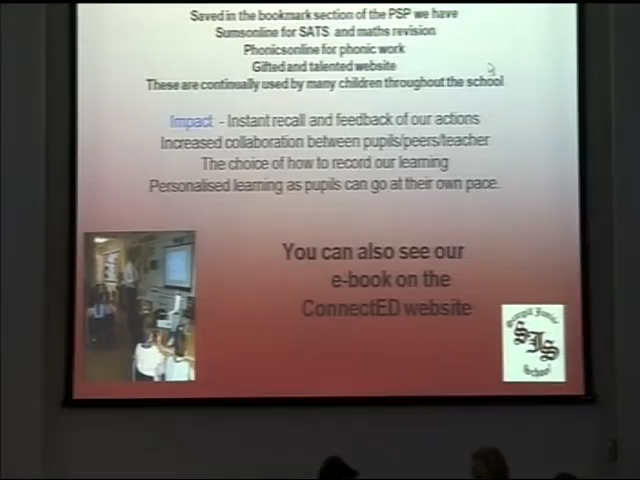 Saved in the bookmark section of the PSP we have
Sumsonline for SATS and maths revision
Phonicsonline for phonic work
Gifted and talented website
These are continually used by many children throughout the school
Impact - Instant recall and feedback of our actions
Increased collaboration between pupils/peers/teacher
The choice of how to record our learning
Personalised learning as pupils can go at their own pace.
You can also see our
e-book on the
ConnectED website
Junior
SJS
School